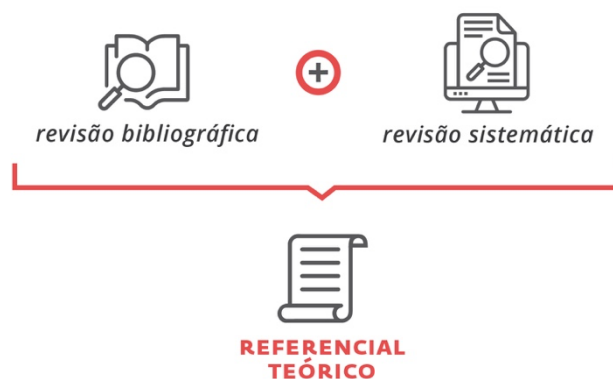 revisão bibliográfica
revisão sistemática
REFERENCIAL
TEÓRICO